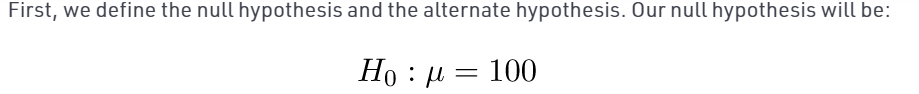 First, we define the null hypothesis and the alternate hypothesis. Our null hypothesis will be:
H₀ : μ = 100